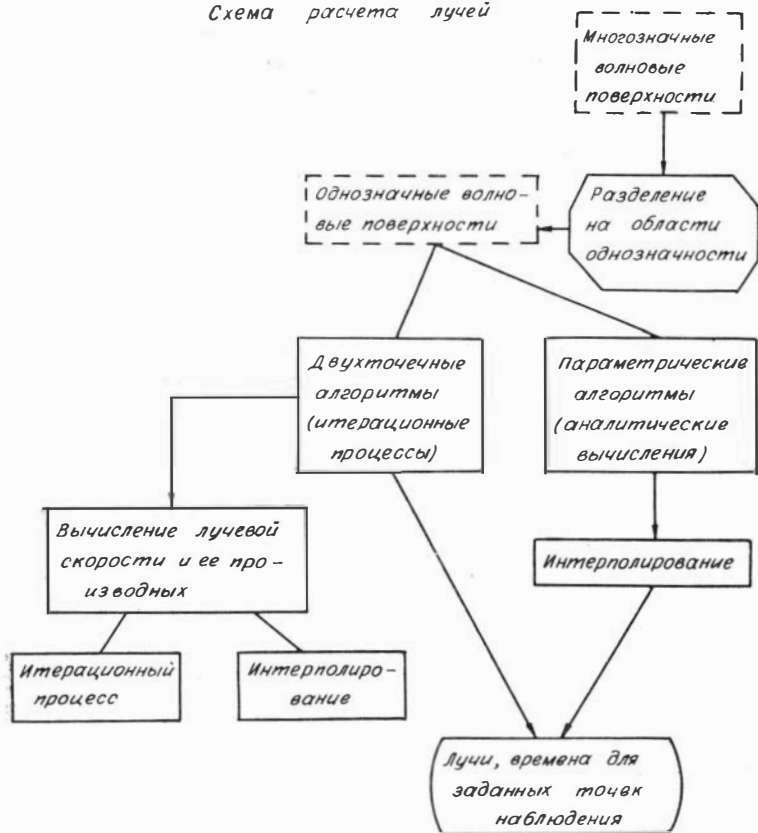 Схема расчета лучей
Многозначные
волновые
поверхности
Однозначные волно-
вые поверхности
Разделение
на области
однозначности
Двухточечные
алгоритмы
(итерационные
процессы)
Параметрические
алгоритмы
(аналитические
вычисления)
Вычисление лучевой
скорости и ее про-
изводных
Интерполирование
Итерационный
процесс
Интерполиро-
вание
Лучи, времена для
заданных точек
наблюдения